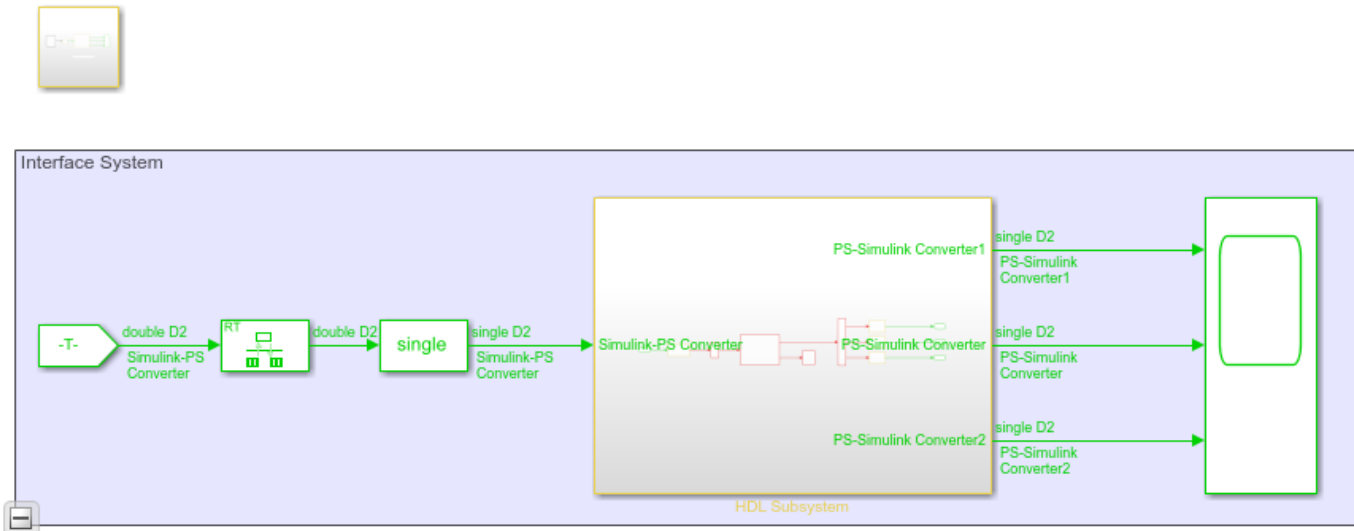 Interface System
-T-
double D2
Simulink-PS
Converter
RT
double D2
single
single D2
Simulink-PS
Converter
Simulink-PS Converter
PS-Simulink Converter1
PS-Simulink Converter
PS-Simulink Converter2
HDL Subsystem
single D2
PS-Simulink
Converter1
single D2
PS-Simulink
Converter
single D2
PS-Simulink
Converter2